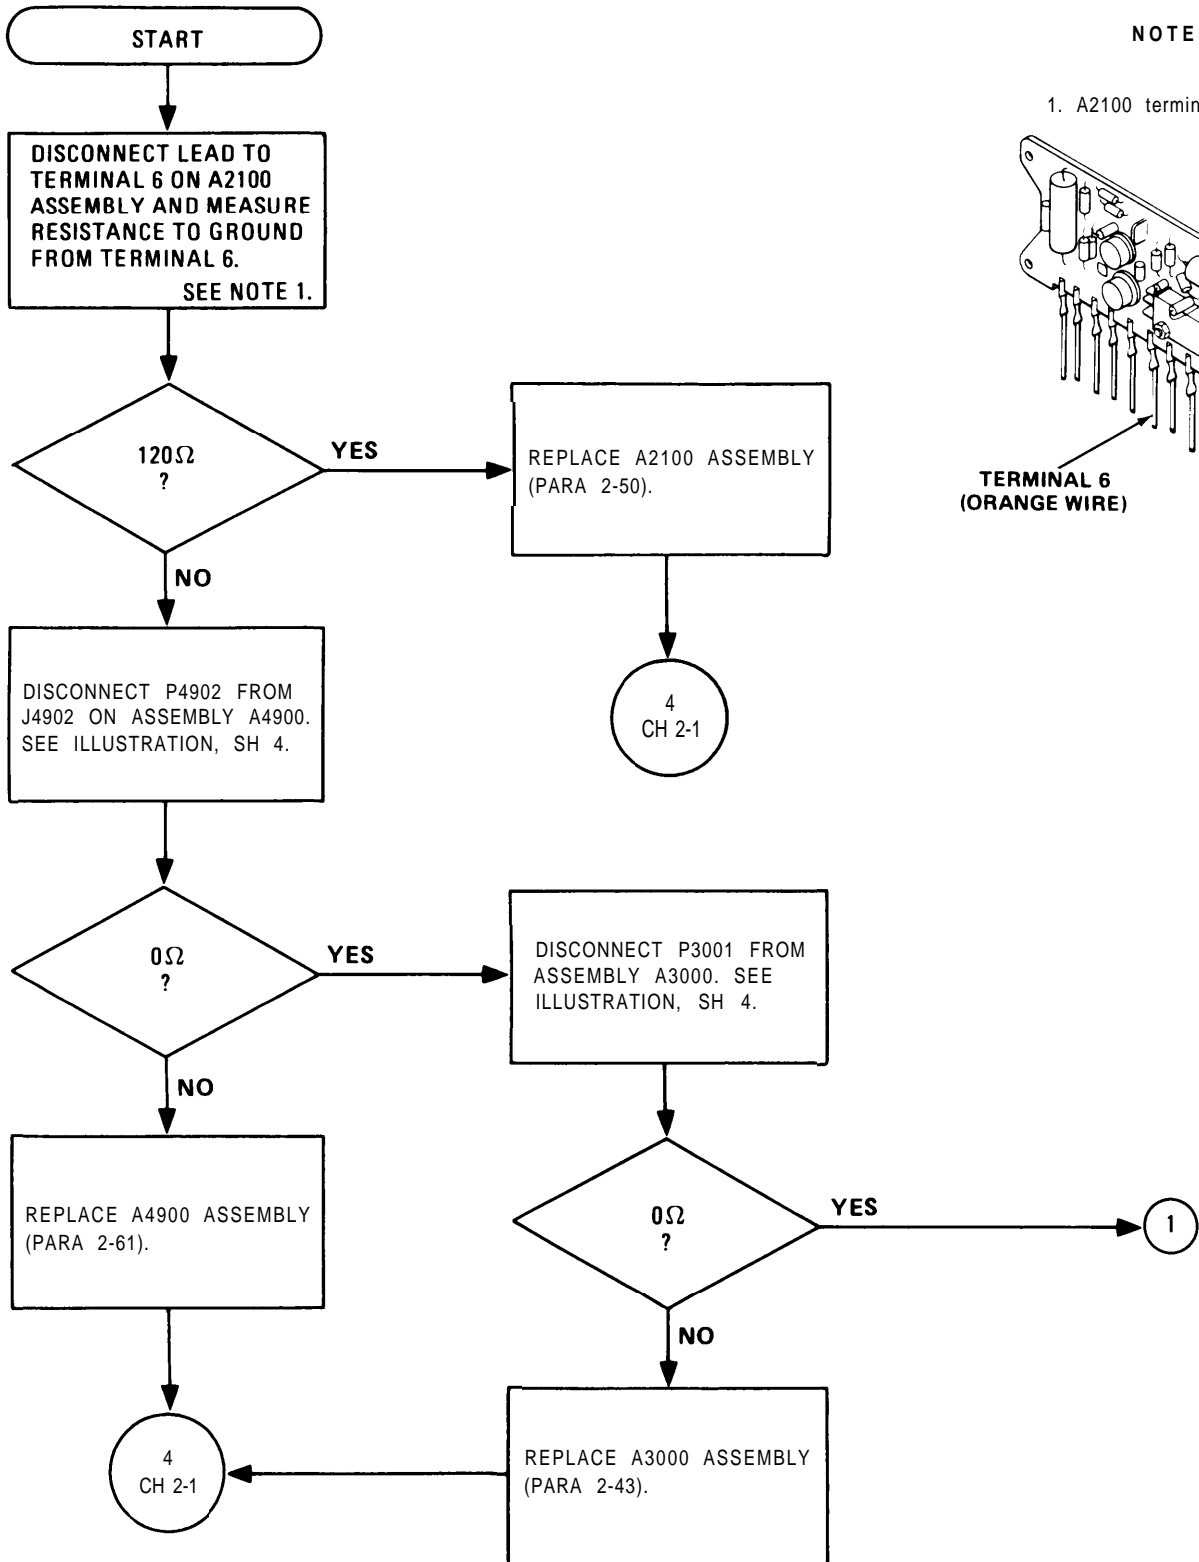 START
DISCONNECT LEAD TO
TERMINAL 6 ON A2100
ASSEMBLY AND MEASURE
RESISTANCE TO GROUND
FROM TERMINAL 6.
SEE NOTE 1.
120Ω
?
YES
REPLACE A2100 ASSEMBLY
(PARA 2-50).
4
CH 2-1
NO
DISCONNECT P4902 FROM
J4902 ON ASSEMBLY A4900.
SEE ILLUSTRATION, SH 4.
0Ω
?
YES
DISCONNECT P3001 FROM
ASSEMBLY A3000. SEE
ILLUSTRATION, SH 4.
NO
REPLACE A4900 ASSEMBLY
(PARA 2-61).
0Ω
?
YES
1
NO
REPLACE A3000 ASSEMBLY
(PARA 2-43).
4
CH 2-1
NOTE
1. A2100
TERMINAL 6
(ORANGE WIRE)